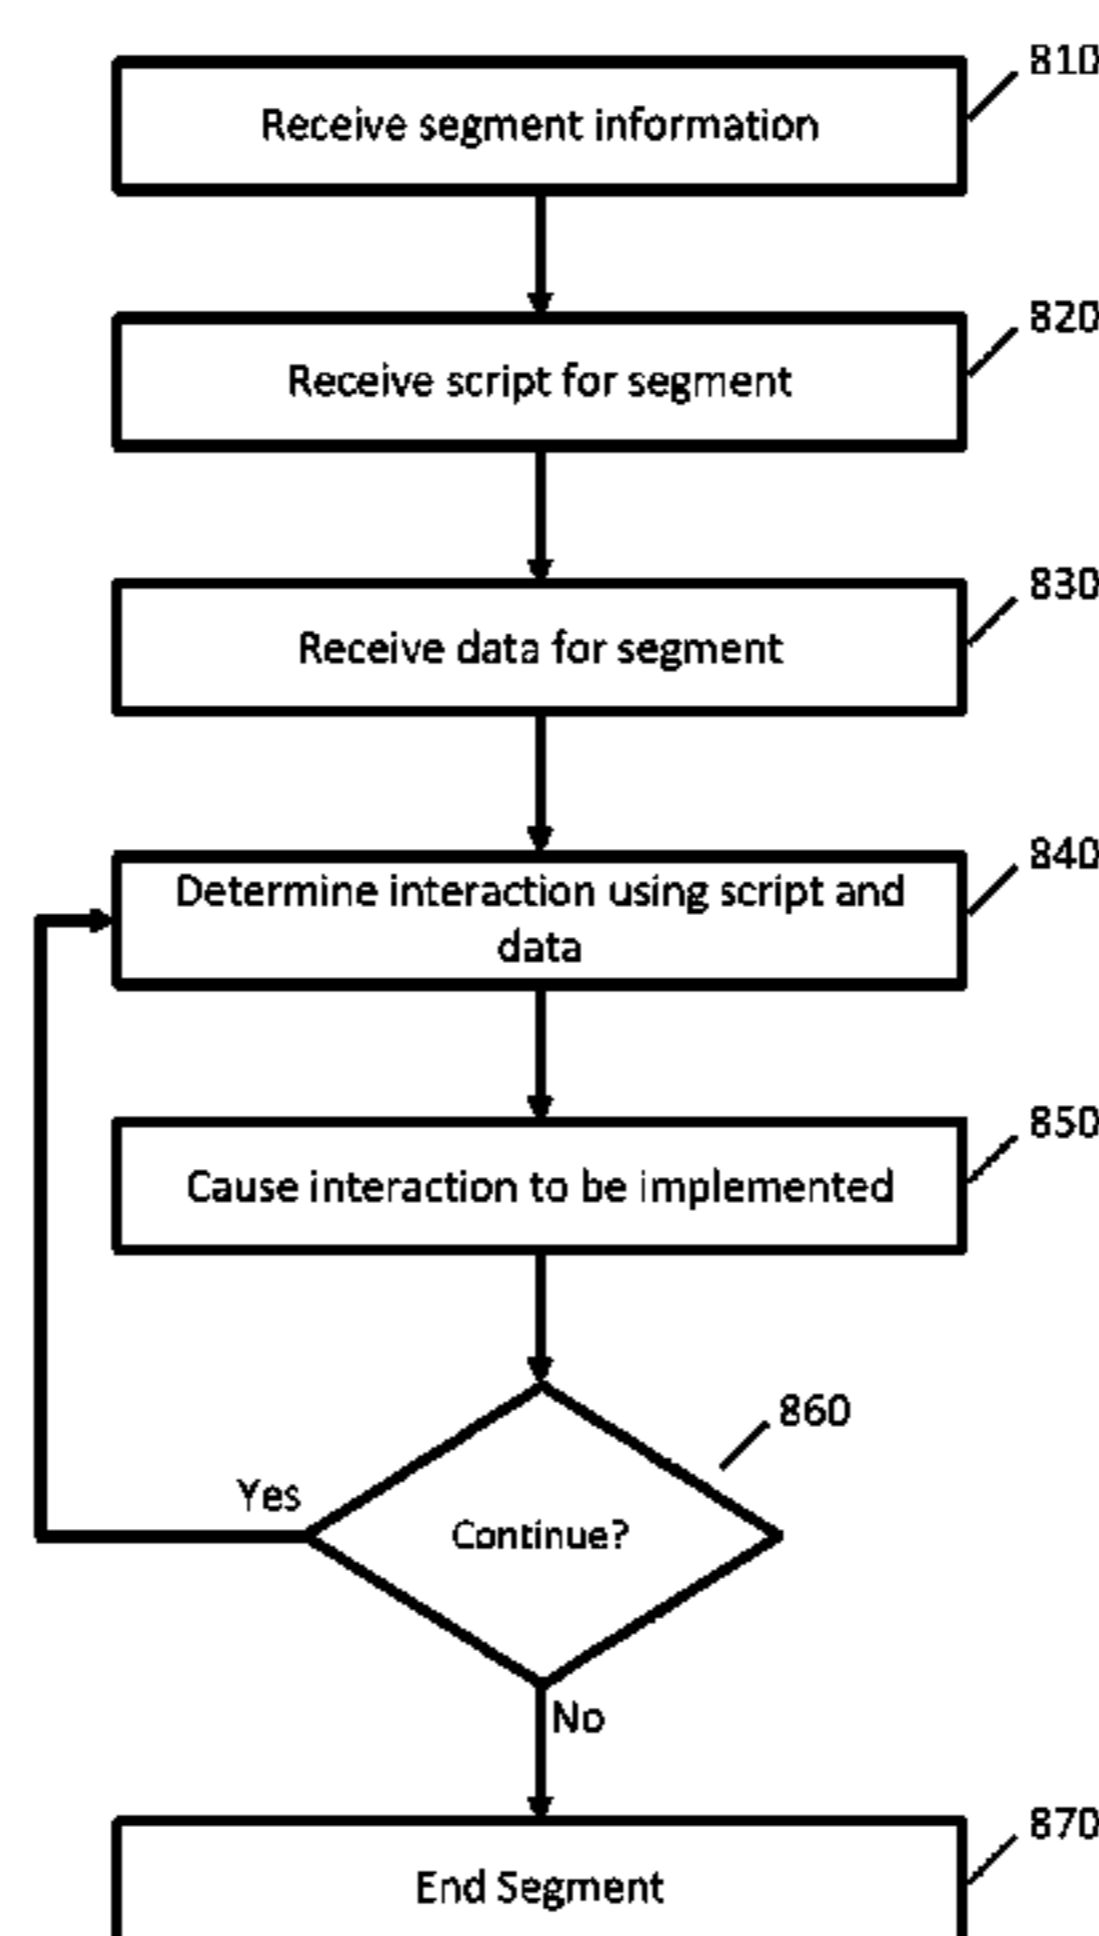 810
Receive segment information
820
Receive script for segment
830
Receive data for segment
840
Determine interaction using script and
data
850
Cause interaction to be implemented
860
Yes
Continue?
No
870
End Segment